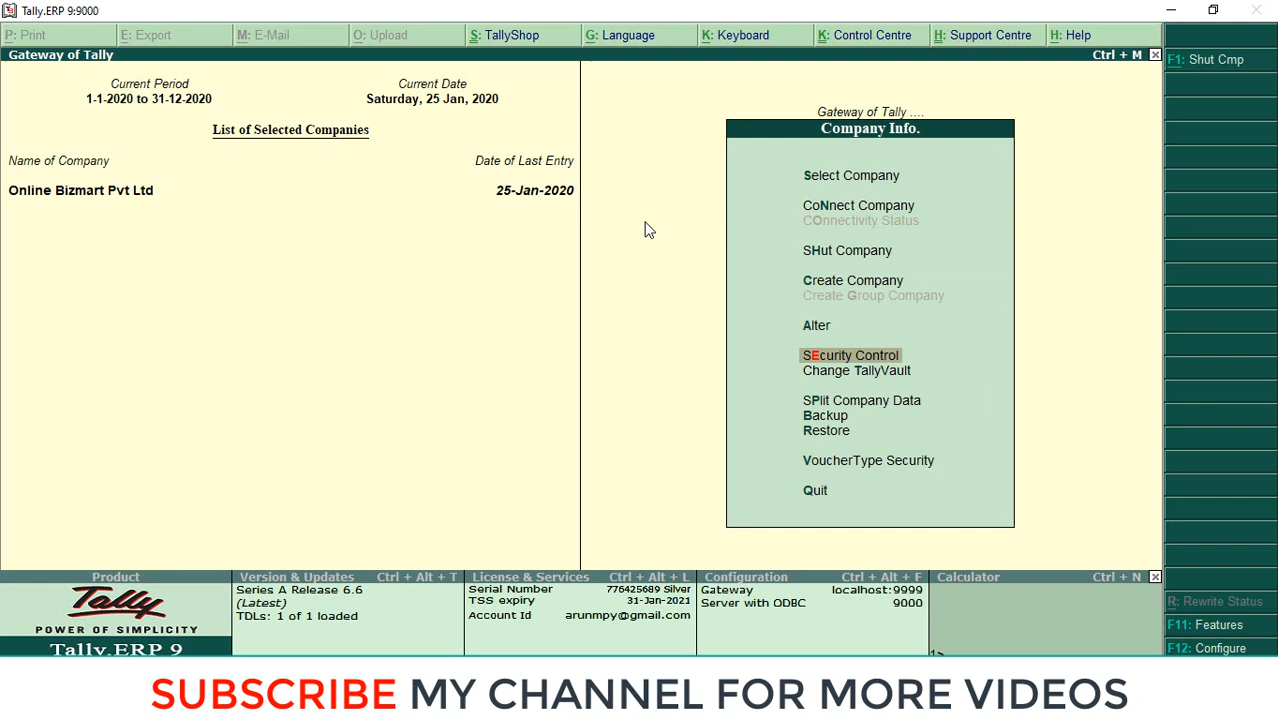 Tally.ERP 9:9000
P: Print E: Export M: E-Mail O: Upload S: TallyShop G: Language K: Keyboard K: Control Centre H: Support Centre H: Help
Gateway of Tally Ctrl + M
F1: Shut Cmp
Current Period Current Date
1-1-2020 to 31-12-2020 Saturday, 25 Jan, 2020
List of Selected Companies
Name of Company Date of Last Entry
Online Bizmart Pvt Ltd 25-Jan-2020
Gateway of Tally ....
Company Info.
Select Company
CoNnect Company
COnnectivity Status
SHut Company
Create Company
Create Group Company
Alter
SEcurity Control
Change TallyVault
SPlit Company Data
Backup
Restore
VoucherType Security
Quit
Product
Tally
POWER OF SIMPLICITY
Tally.ERP 9
Version & Updates Ctrl + Alt + T
Series A Release 6.6
(Latest)
TDLs: 1 of 1 loaded
License & Services Ctrl + Alt + L
Serial Number 776425689 Silver
TSS expiry 31-Jan-2021
Account Id arunmpy@gmail.com
Configuration Ctrl + Alt + F
Gateway localhost:9999
Server with ODBC 9000
Calculator Ctrl + N
1>
R: Rewrite Status
F11: Features
F12: Configure
SUBSCRIBE MY CHANNEL FOR MORE VIDEOS